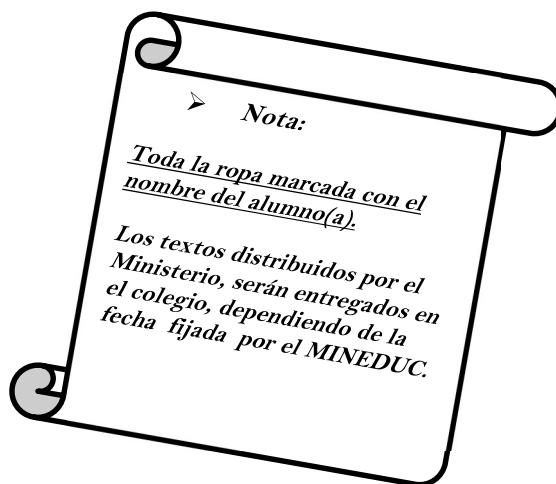 ➢ Nota:
Toda la ropa marcada con el
nombre del alumno(a).
Los textos distribuidos por el
Ministerio, serán entregados en
el colegio, dependiendo de la
fecha fijada por el MINEDUC.